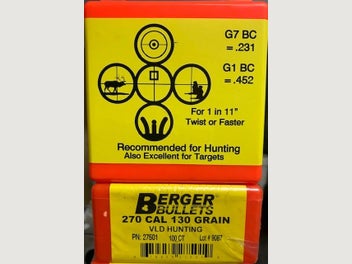 G7 BC
= .231
G1 BC
= .452
For 1 in 11"
Twist or Faster
Recommended for Hunting
Also Excellent for Targets
BERGER
BULLETS
270 CAL 130 GRAIN
VLD HUNTING
PN: 27501 100 CT Lot # 9067